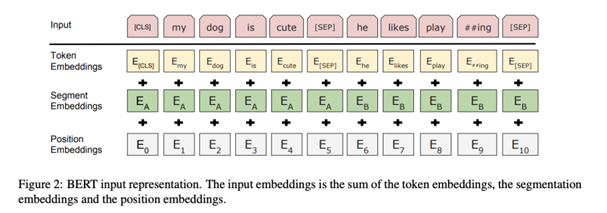 Input [CLS] my dog is cute [SEP] he likes play ##ing [SEP]
Token Embeddings E[CLS] Emy Edog Eis Ecute E[SEP] Ehe Elikes Eplay E##ing E[SEP]
+ + + + + + + + + + +
Segment Embeddings EA EA EA EA EA EA EB EB EB EB EB
+ + + + + + + + + + +
Position Embeddings E0 E1 E2 E3 E4 E5 E6 E7 E8 E9 E10
Figure 2: BERT input representation. The input embeddings is the sum of the token embeddings, the segmentation
embeddings and the position embeddings.